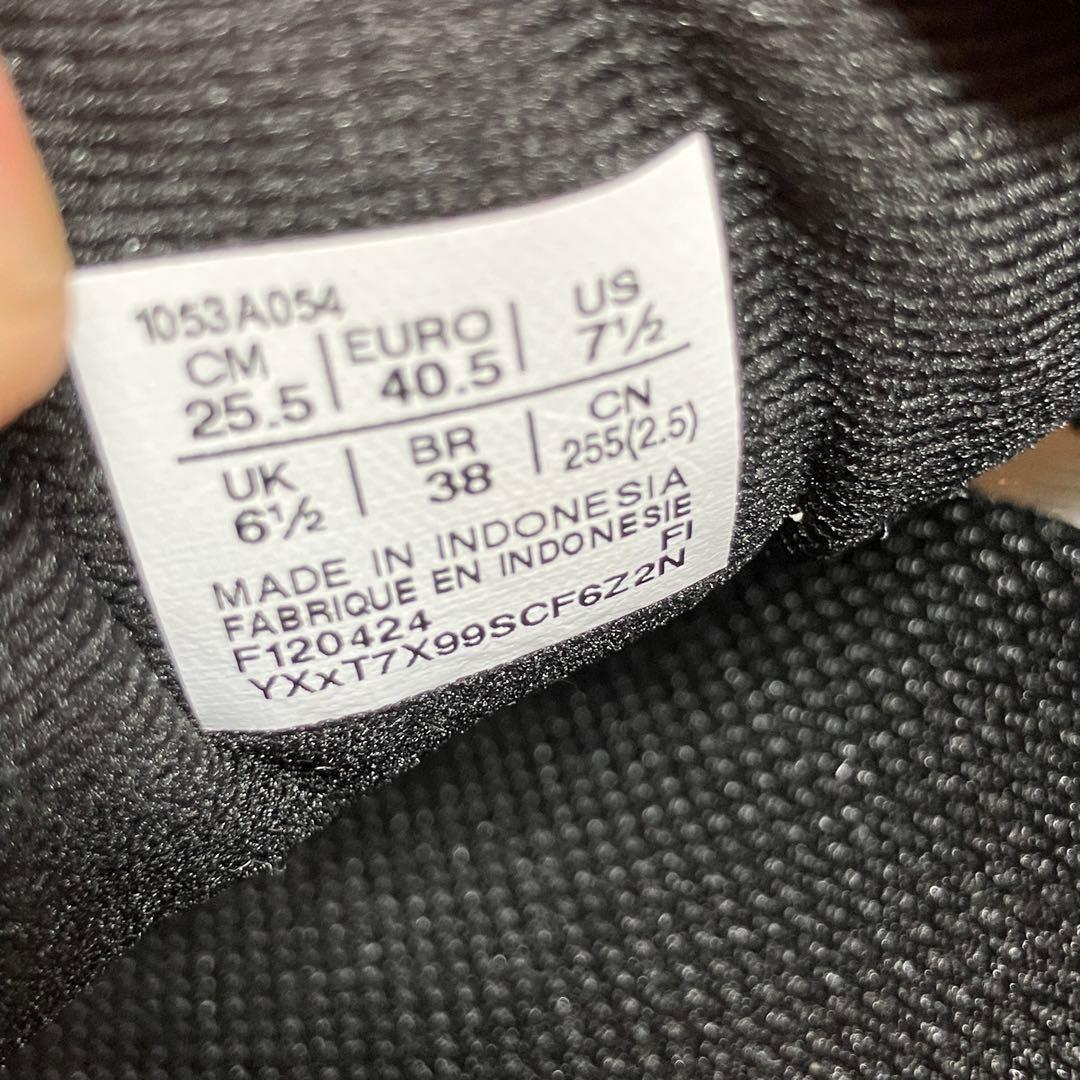 1053A054
CM | EURO | US
25.5 | 40.5 | 7½
UK | BR | CN
6½ | 38 | 255(2.5)
MADE IN INDONESIA
FABRIQUE EN INDONESIE
F120424 FI
YXxT7X99SCF6Z2N